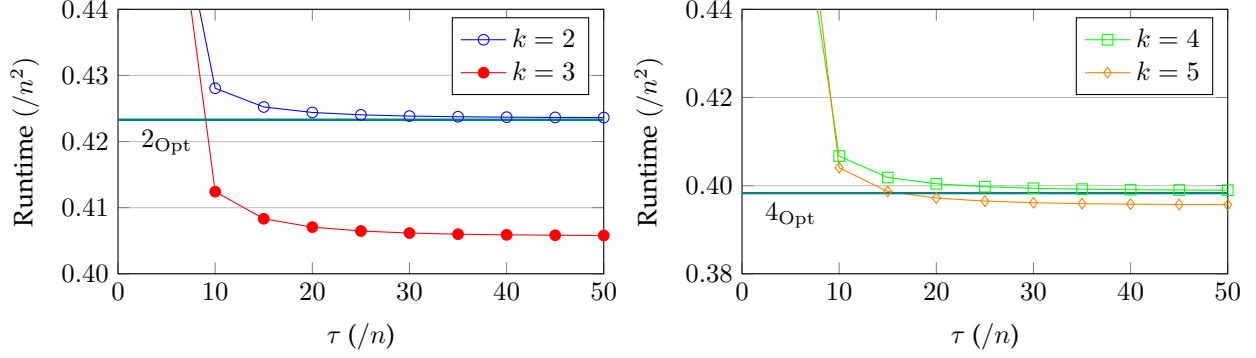 0.44
0.43
0.42
0.41
0.40
Runtime (/n²)
0 10 20 30 40 50
τ (/n)
k = 2
k = 3
2Opt
0.44
0.42
0.40
0.38
Runtime (/n²)
0 10 20 30 40 50
τ (/n)
k = 4
k = 5
4Opt